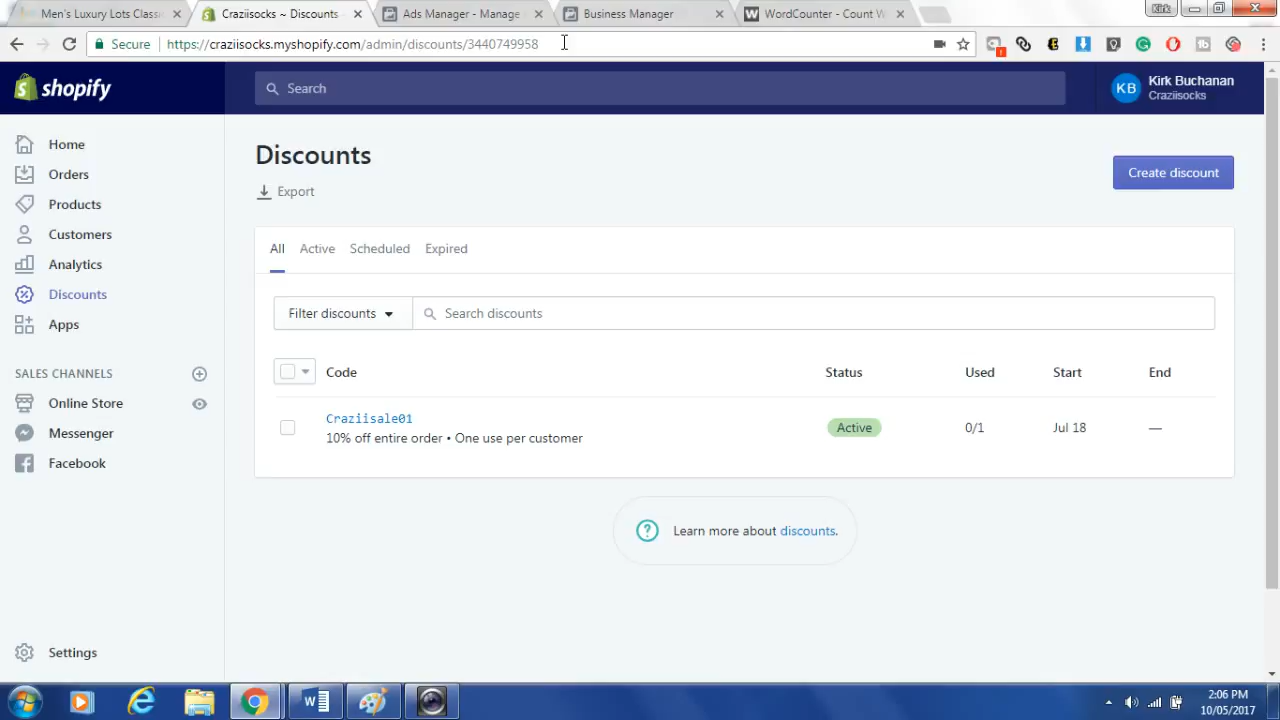 Men's Luxury Lots Classi
Craziisocks ~ Discounts -
Ads Manager - Manage
Business Manager
WordCounter - Count W
Kirk
Secure
https://craziisocks.myshopify.com/admin/discounts/3440749958
shopify
Search
KB
Kirk Buchanan
Craziisocks
Home
Orders
Products
Customers
Analytics
Discounts
Apps
SALES CHANNELS
Online Store
Messenger
Facebook
Settings
Discounts
Export
Create discount
All Active Scheduled Expired
Filter discounts
Search discounts
Code Status Used Start End
Craziisale01
10% off entire order • One use per customer
Active 0/1 Jul 18 —
Learn more about discounts.
2:06 PM
10/05/2017